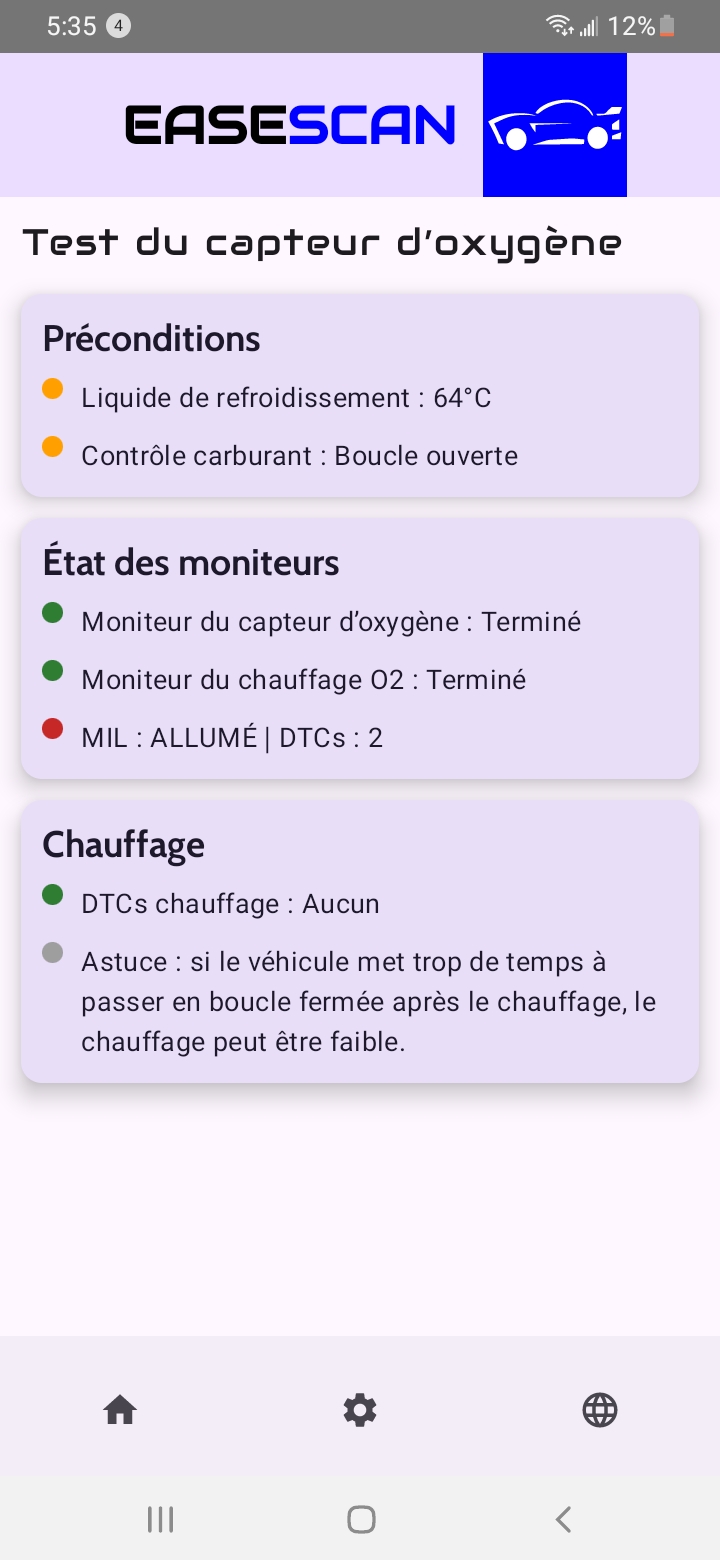 5:35 4 12%
EASESCAN
Test du capteur d'oxygène
Préconditions
Liquide de refroidissement : 64°C
Contrôle carburant : Boucle ouverte
État des moniteurs
Moniteur du capteur d’oxygène : Terminé
Moniteur du chauffage O2 : Terminé
MIL : ALLUMÉ | DTCs : 2
Chauffage
DTCs chauffage : Aucun
Astuce : si le véhicule met trop de temps à
passer en boucle fermée après le chauffage, le
chauffage peut être faible.